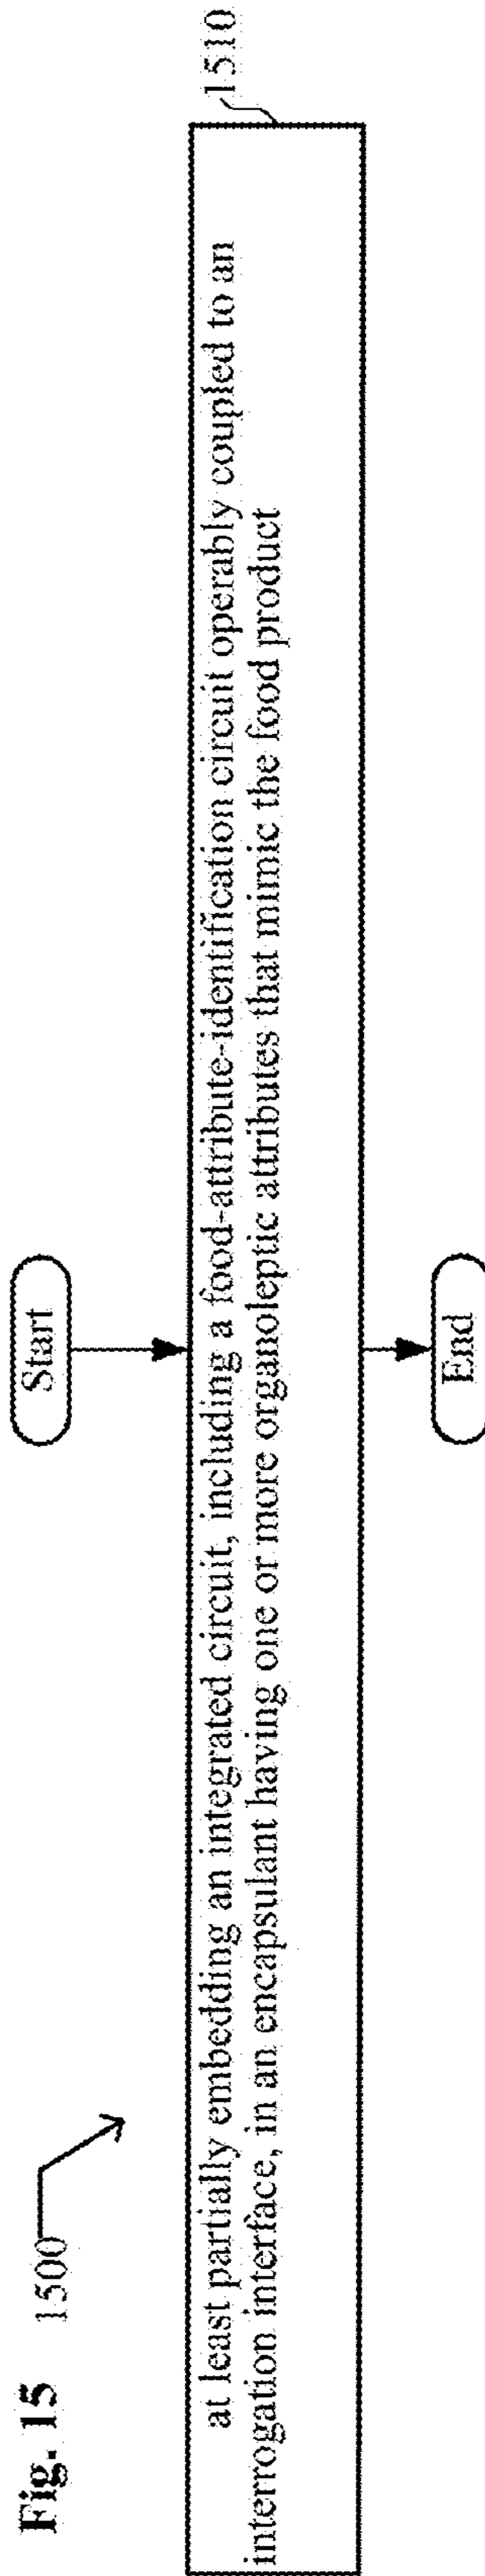 Fig. 15
1500
Start
at least partially embedding an integrated circuit, including a food-attribute-identification circuit operably coupled to an
interrogation interface, in an encapsulant having one or more organoleptic attributes that mimic the food product
1510
End